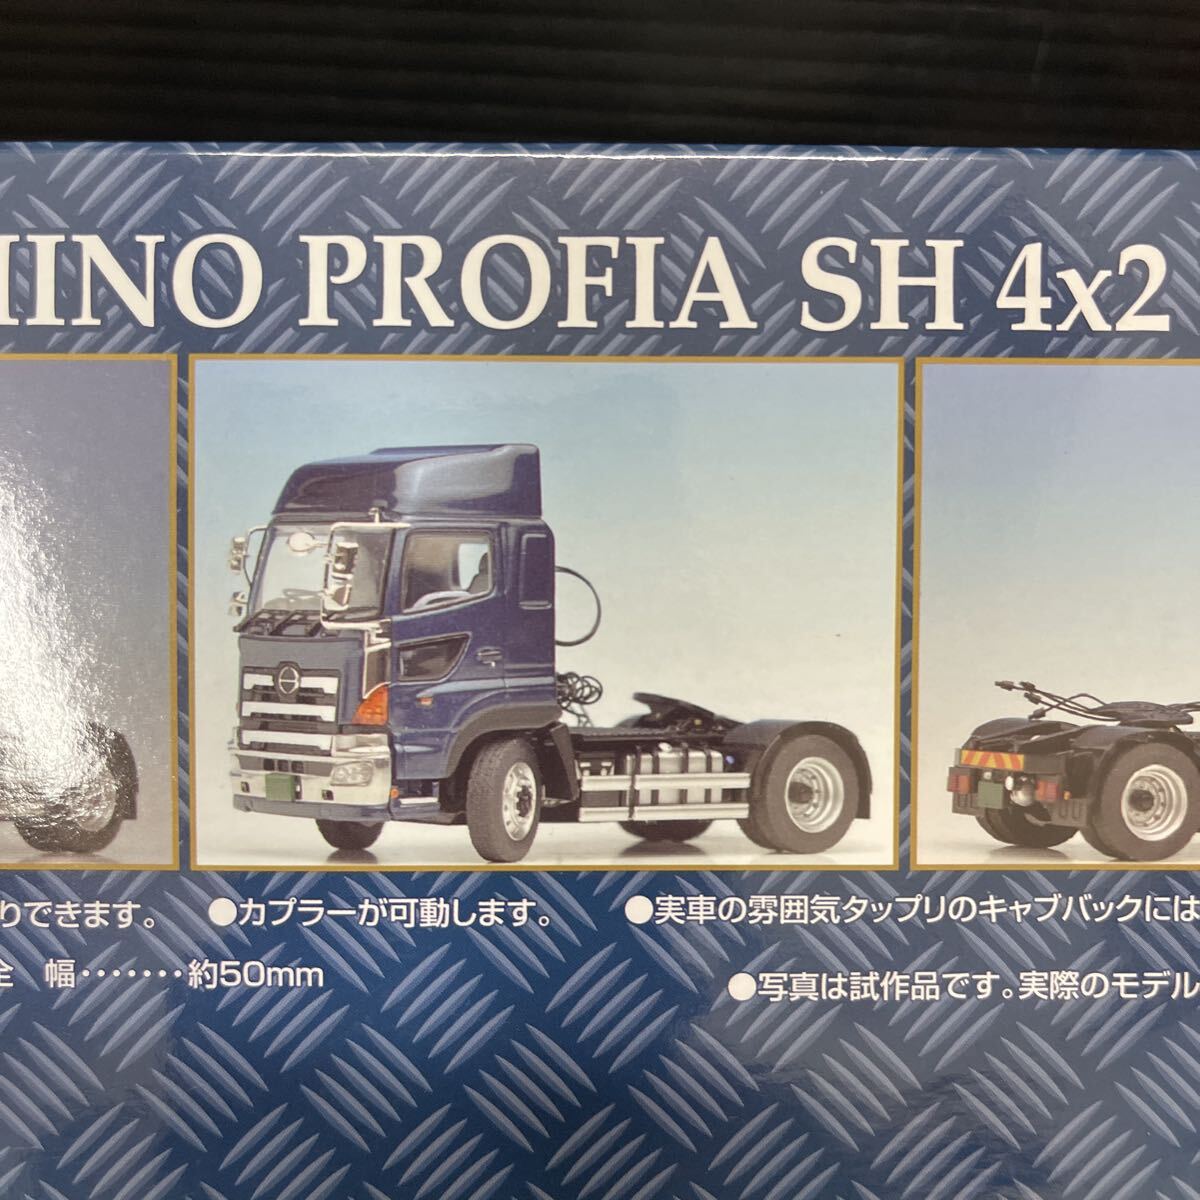 HINO PROFIA SH 4x2
りできます。 ●カプラーが可動します。 ●実車の雰囲気タップリのキャブバックには
全 幅‥‥‥‥約50mm
●写真は試作品です。実際のモデル